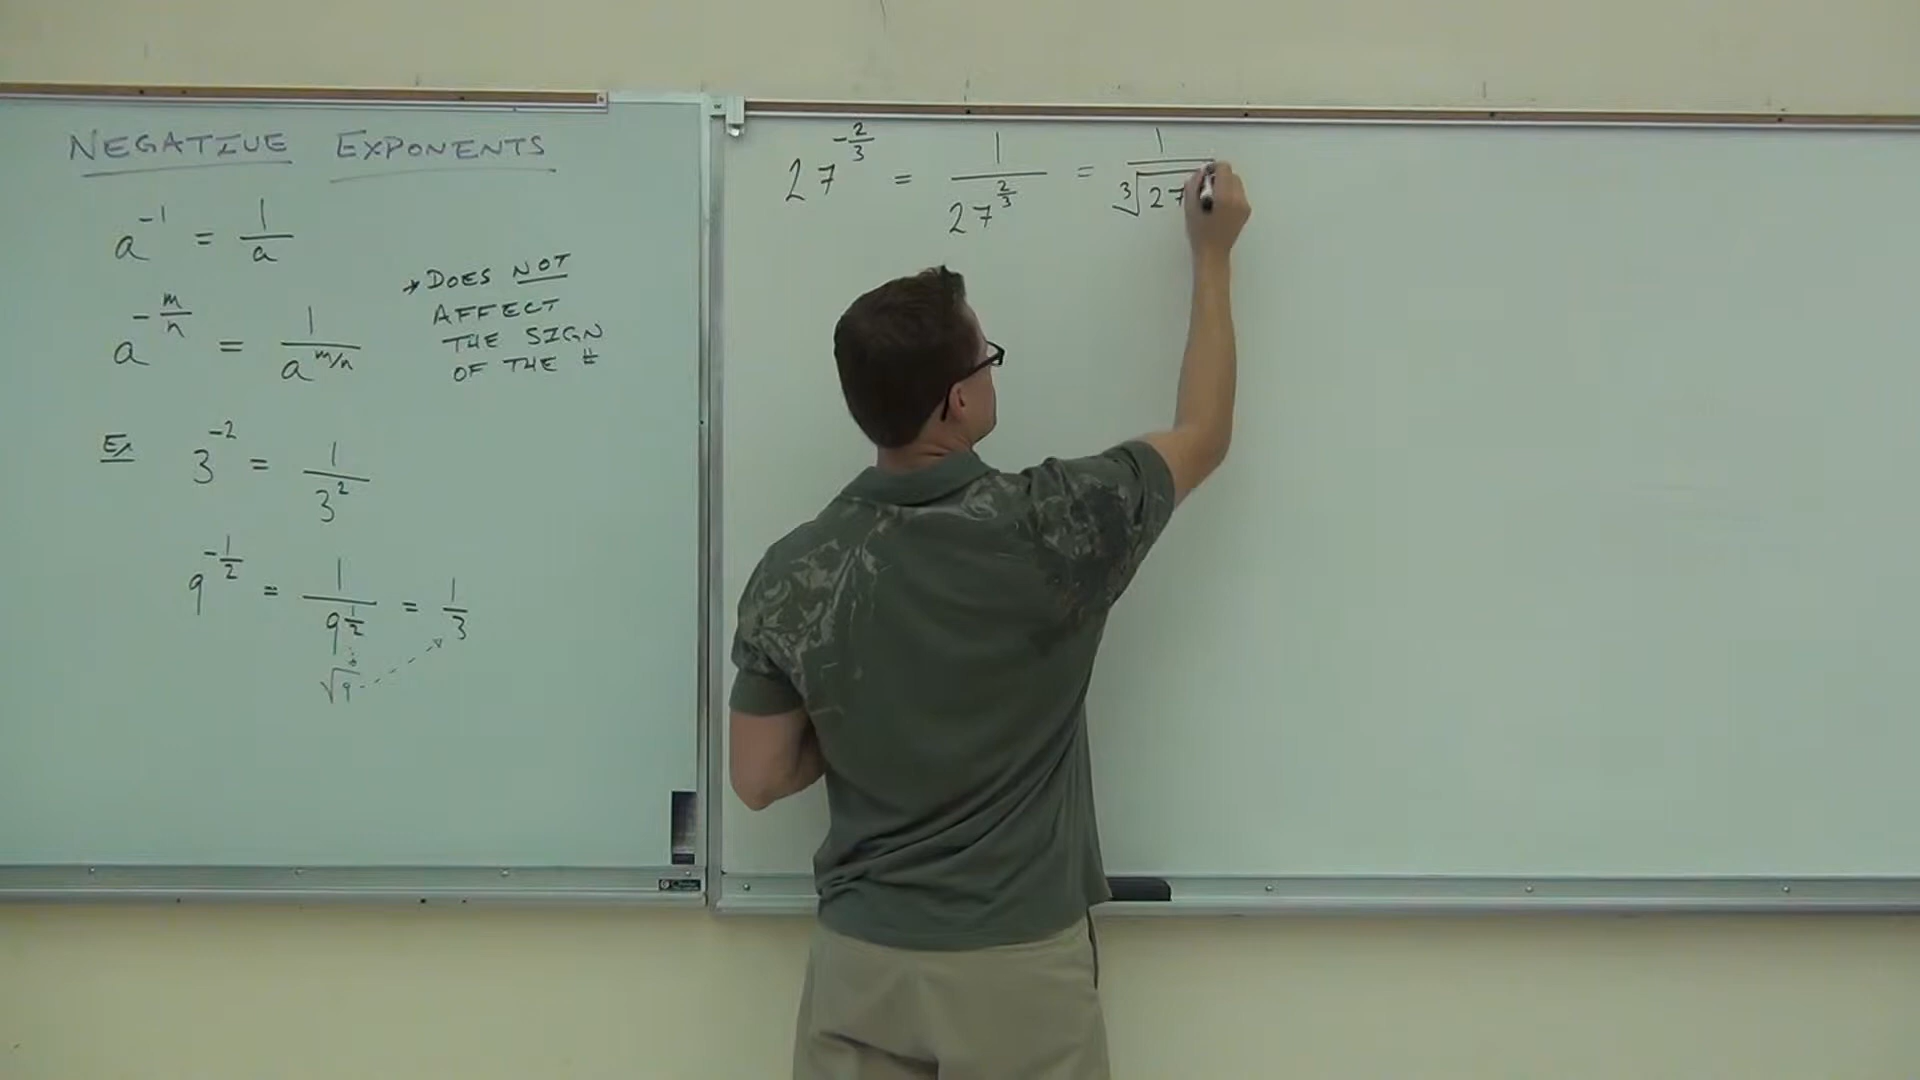 NEGATIVE EXPONENTS
a^-1 = 1/a
a^-m/n = 1/a^m/n
* DOES NOT
AFFECT
THE SIGN
OF THE #
Ex 3^-2 = 1/3^2
9^-1/2 = 1/9^1/2 = 1/3
√9
27^-2/3 = 1/27^2/3 = 1/∛27